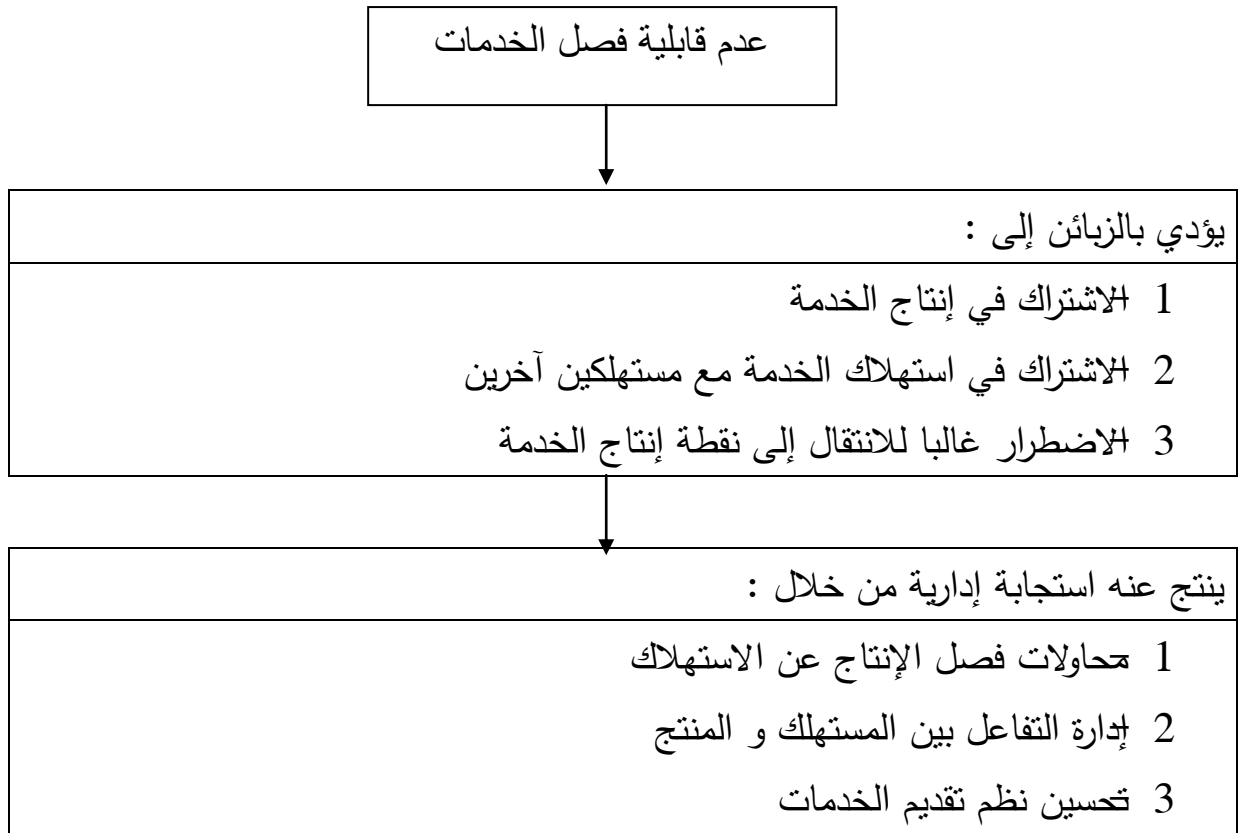 عدم قابلية فصل الخدمات
يؤدي بالزبائن إلى :
1 -الاشتراك في إنتاج الخدمة
2 -الاشتراك في استهلاك الخدمة مع مستهلكين آخرين
3 -الاضطرار غالبا للانتقال إلى نقطة إنتاج الخدمة
ينتج عنه استجابة إدارية من خلال :
1 -محاولات فصل الإنتاج عن الاستهلاك
2 -إدارة التفاعل بين المستهلك و المنتج
3 -تحسين نظم تقديم الخدمات